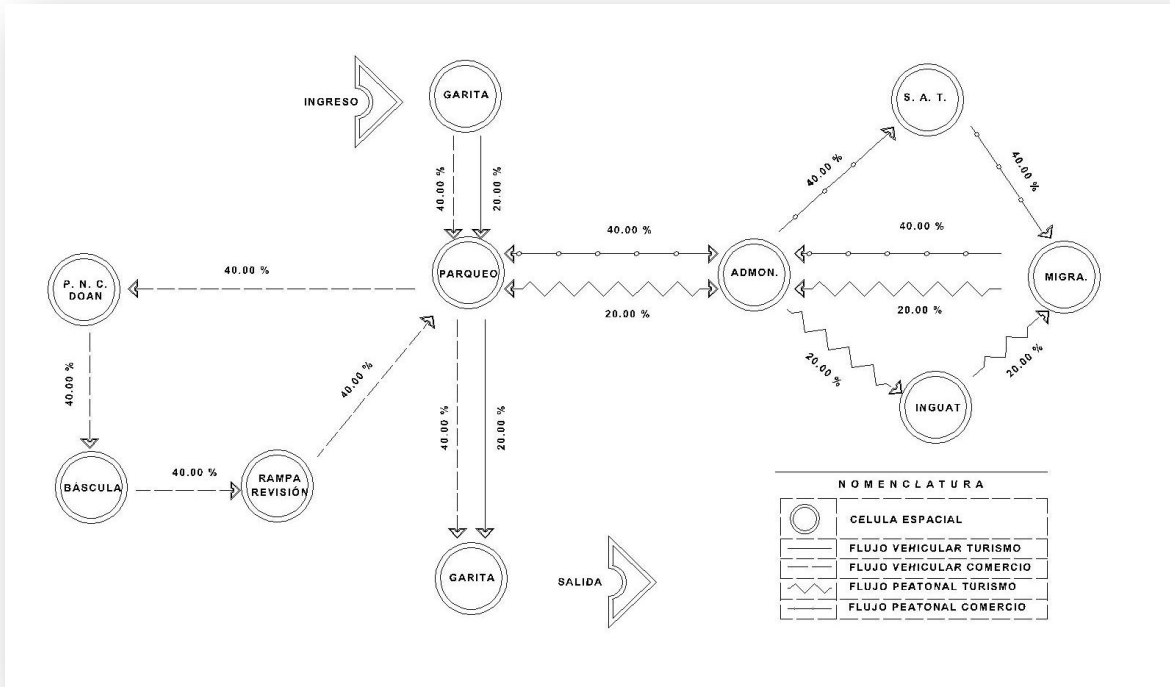 INGRESO
GARITA
S. A. T.
40.00 %
20.00 %
40.00 %
40.00 %
40.00 %
40.00 %
40.00 %
P. N. C.
DOAN
PARQUEO
ADMON.
MIGRA.
20.00 %
20.00 %
40.00 %
40.00 %
20.00 %
20.00 %
INGUAT
40.00 %
20.00 %
BÁSCULA
40.00 %
RAMPA
REVISIÓN
GARITA
SALIDA
NOMENCLATURA
CELULA ESPACIAL
FLUJO VEHICULAR TURISMO
FLUJO VEHICULAR COMERCIO
FLUJO PEATONAL TURISMO
FLUJO PEATONAL COMERCIO